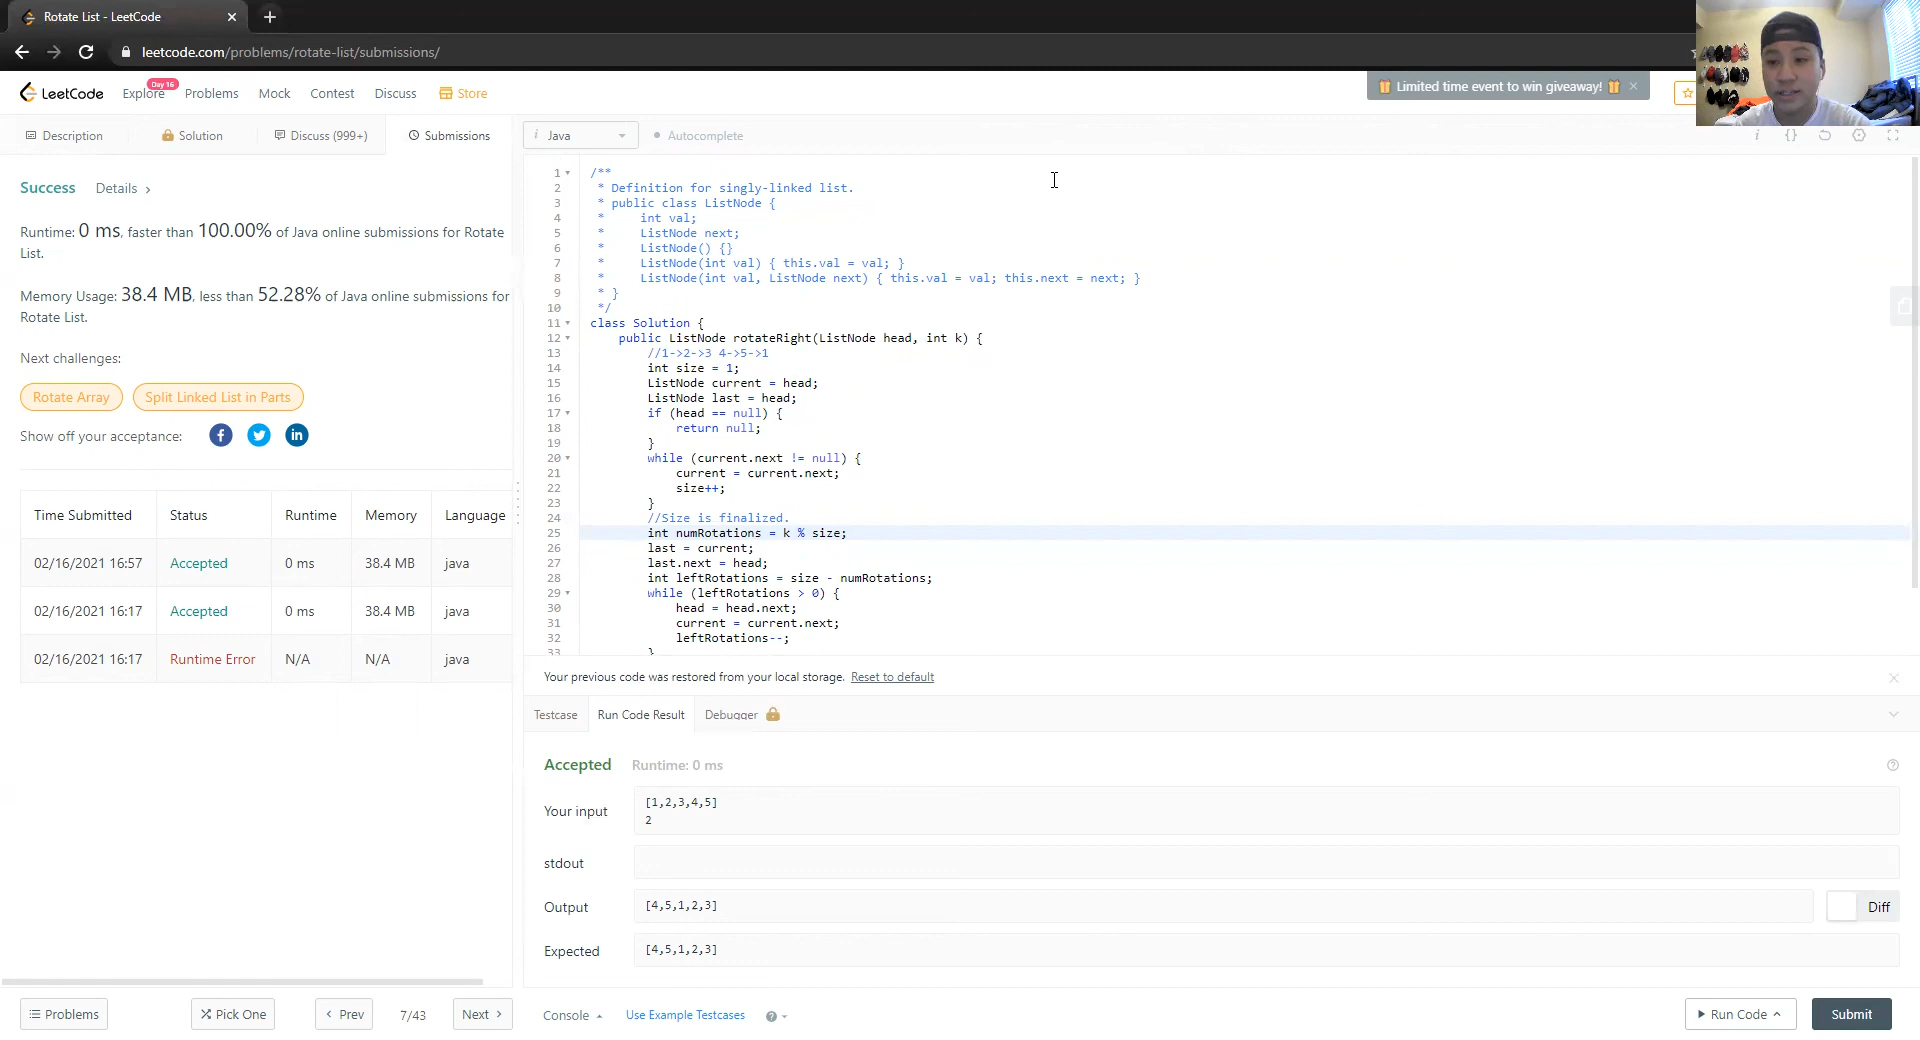 Rotate List - LeetCode
leetcode.com/problems/rotate-list/submissions/
LeetCode
Explore
Day 16
Problems
Mock
Contest
Discuss
Store
Limited time event to win giveaway!
Description
Solution
Discuss (999+)
Submissions
i Java
Autocomplete
Success
Details
Runtime: 0 ms, faster than 100.00% of Java online submissions for Rotate
List.
Memory Usage: 38.4 MB, less than 52.28% of Java online submissions for
Rotate List.
Next challenges:
Rotate Array
Split Linked List in Parts
Show off your acceptance:
Time Submitted Status Runtime Memory Language
02/16/2021 16:57 Accepted 0 ms 38.4 MB java
02/16/2021 16:17 Accepted 0 ms 38.4 MB java
02/16/2021 16:17 Runtime Error N/A N/A java
1 /**
2 * Definition for singly-linked list.
3 * public class ListNode {
4 *     int val;
5 *     ListNode next;
6 *     ListNode() {}
7 *     ListNode(int val) { this.val = val; }
8 *     ListNode(int val, ListNode next) { this.val = val; this.next = next; }
9 * }
10 */
11 class Solution {
12     public ListNode rotateRight(ListNode head, int k) {
13         //1->2->3 4->5->1
14         int size = 1;
15         ListNode current = head;
16         ListNode last = head;
17         if (head == null) {
18             return null;
19         }
20         while (current.next != null) {
21             current = current.next;
22             size++;
23         }
24         //Size is finalized.
25         int numRotations = k % size;
26         last = current;
27         last.next = head;
28         int leftRotations = size - numRotations;
29         while (leftRotations > 0) {
30             head = head.next;
31             current = current.next;
32             leftRotations--;
33         }
Your previous code was restored from your local storage. Reset to default
Testcase
Run Code Result
Debugger
Accepted
Runtime: 0 ms
Your input
[1,2,3,4,5]
2
stdout
Output
[4,5,1,2,3]
Diff
Expected
[4,5,1,2,3]
Problems
Pick One
Prev
7/43
Next
Console
Use Example Testcases
Run Code
Submit